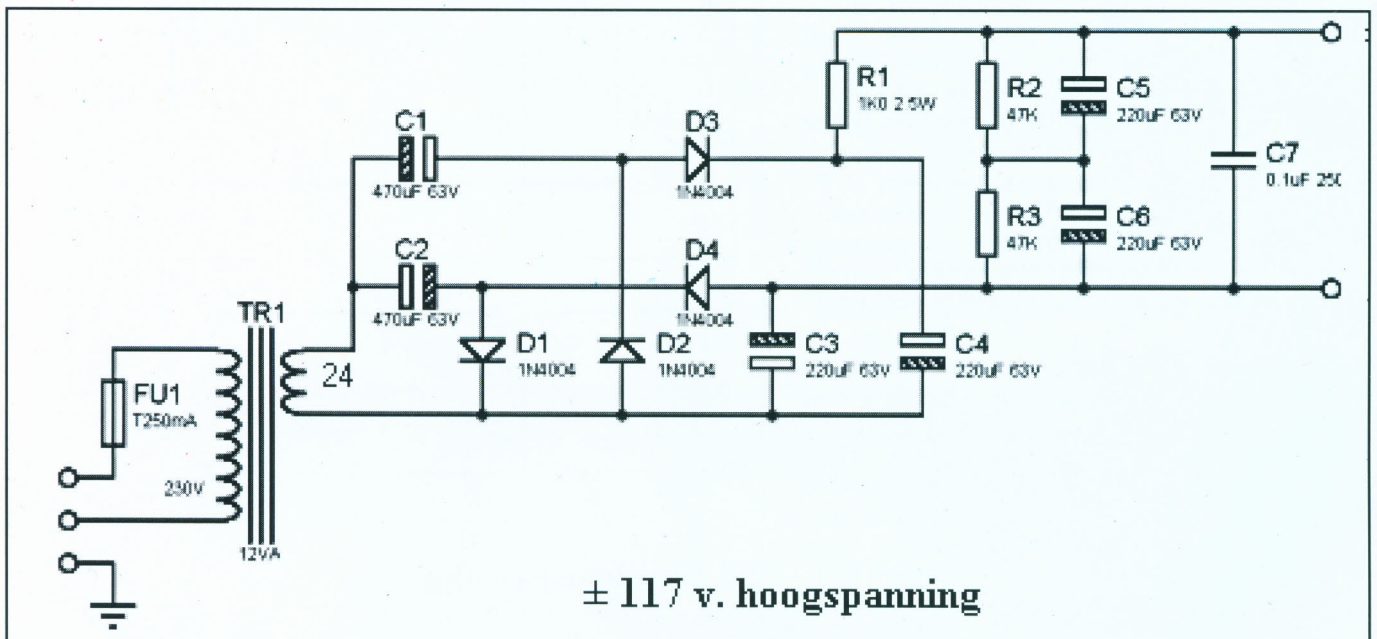 R1
1K0 2.5W
R2
47K
C5
220uF 63V
C1
470uF 63V
D3
1N4004
C7
0.1uF 250
R3
47K
C6
220uF 63V
C2
470uF 63V
D4
1N4004
TR1
24
D1
1N4004
D2
1N4004
C3
220uF 63V
C4
220uF 63V
FU1
T250mA
230V
12VA
± 117 v. hoogspanning